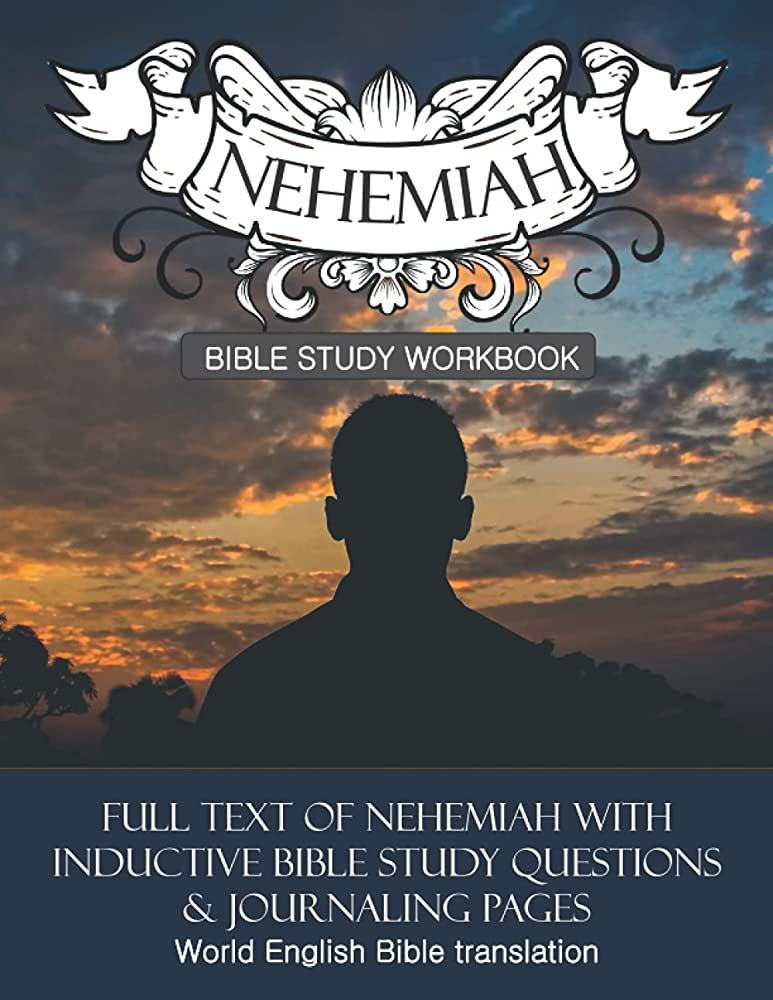 NEHEMIAH
BIBLE STUDY WORKBOOK
FULL TEXT OF NEHEMIAH WITH
INDUCTIVE BIBLE STUDY QUESTIONS
& JOURNALING PAGES
World English Bible translation